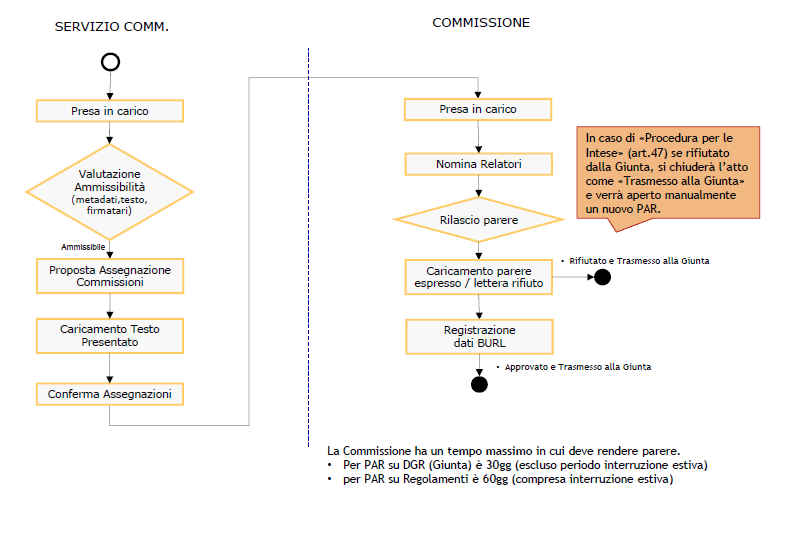 SERVIZIO COMM.
Presa in carico
Valutazione
Ammissibilità
(metadati,testo,
firmatari)
Ammissibile
Proposta Assegnazione
Commissioni
Caricamento Testo
Presentato
Conferma Assegnazioni
COMMISSIONE
Presa in carico
Nomina Relatori
Rilascio parere
Caricamento parere
espresso / lettera rifiuto
• Rifiutato e Trasmesso alla Giunta
Registrazione
dati BURL
• Approvato e Trasmesso alla Giunta
In caso di «Procedura per le
Intese» (art.47) se rifiutato
dalla Giunta, si chiuderà l’atto
come «Trasmesso alla Giunta»
e verrà aperto manualmente
un nuovo PAR.
La Commissione ha un tempo massimo in cui deve rendere parere.
• Per PAR su DGR (Giunta) è 30gg (escluso periodo interruzione estiva)
• per PAR su Regolamenti è 60gg (compresa interruzione estiva)